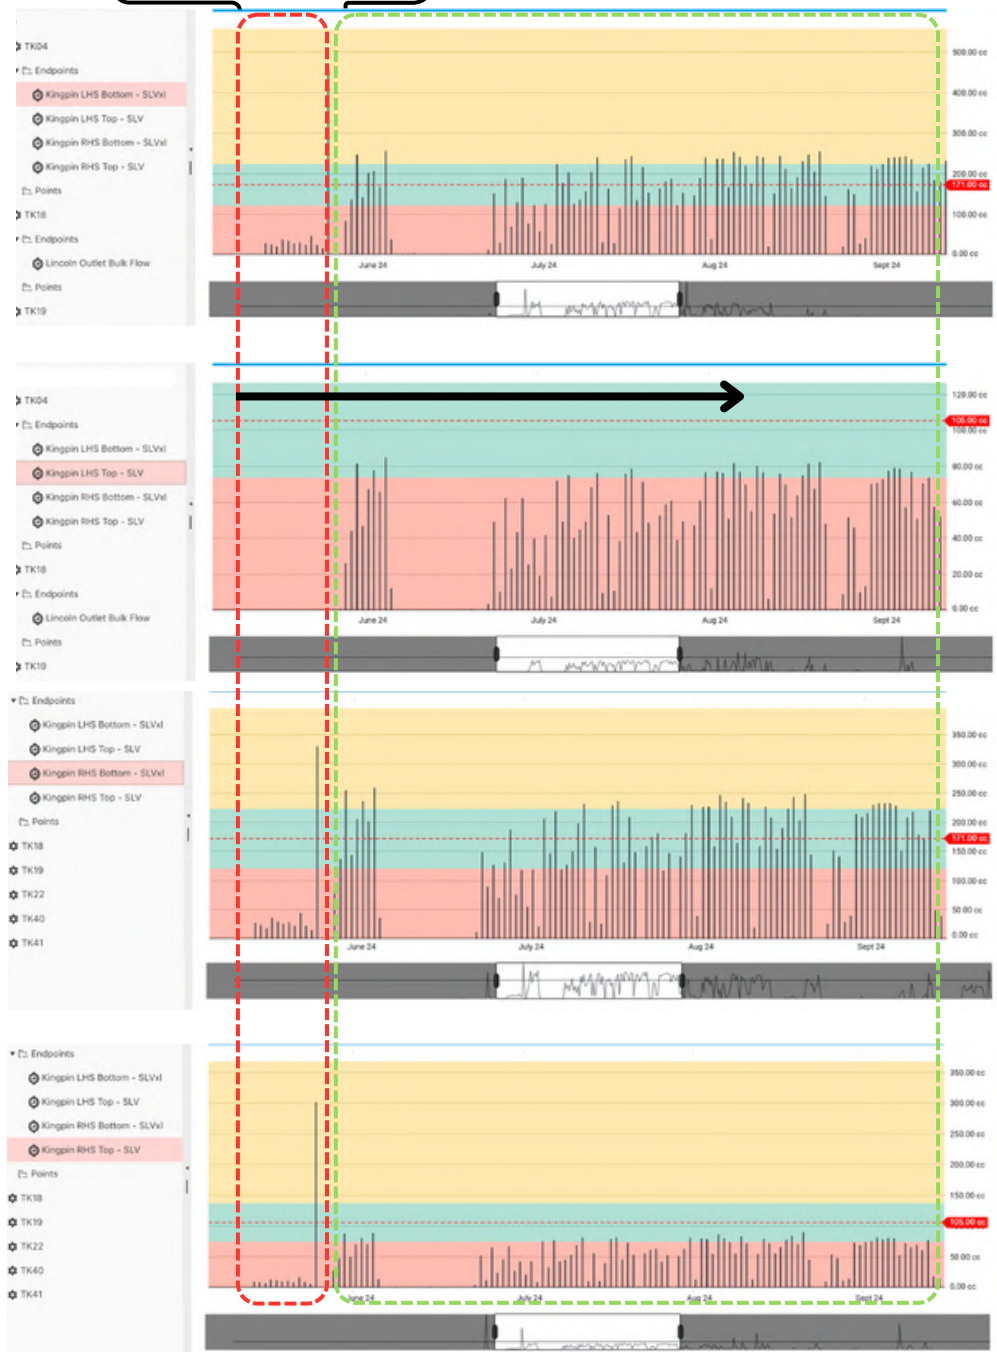 TK04
Endpoints
Kingpin LHS Bottom - SLVxl
Kingpin LHS Top - SLV
Kingpin RHS Bottom - SLVxl
Kingpin RHS Top - SLV
Points
TK18
Endpoints
Lincoln Outlet Bulk Flow
Points
TK19
500.00 cc
400.00 cc
300.00 cc
200.00 cc
171.00 cc
100.00 cc
0.00 cc
June 24
July 24
Aug 24
Sept 24
TK04
Endpoints
Kingpin LHS Bottom - SLVxl
Kingpin LHS Top - SLV
Kingpin RHS Bottom - SLVxl
Kingpin RHS Top - SLV
Points
TK18
Endpoints
Lincoln Outlet Bulk Flow
Points
TK19
120.00 cc
105.00 cc
100.00 cc
80.00 cc
60.00 cc
40.00 cc
20.00 cc
0.00 cc
June 24
July 24
Aug 24
Sept 24
Endpoints
Kingpin LHS Bottom - SLVxl
Kingpin LHS Top - SLV
Kingpin RHS Bottom - SLVxl
Kingpin RHS Top - SLV
Points
TK18
TK19
TK22
TK40
TK41
350.00 cc
300.00 cc
250.00 cc
200.00 cc
171.00 cc
150.00 cc
100.00 cc
50.00 cc
0.00 cc
June 24
July 24
Aug 24
Sept 24
Endpoints
Kingpin LHS Bottom - SLVxl
Kingpin LHS Top - SLV
Kingpin RHS Bottom - SLVxl
Kingpin RHS Top - SLV
Points
TK18
TK19
TK22
TK40
TK41
350.00 cc
300.00 cc
250.00 cc
200.00 cc
150.00 cc
105.00 cc
50.00 cc
0.00 cc
June 24
July 24
Aug 24
Sept 24